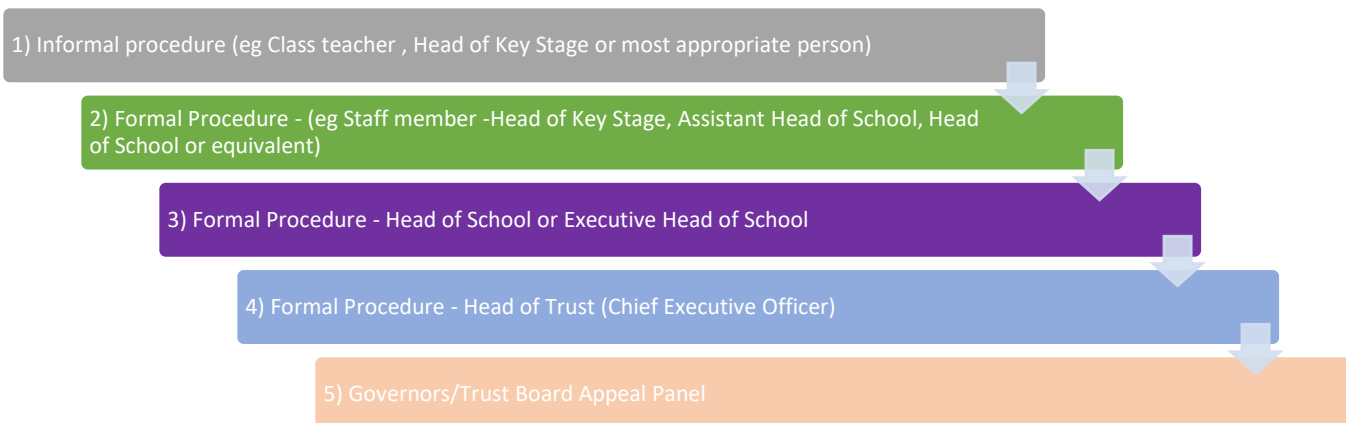 1) Informal procedure (eg Class teacher , Head of Key Stage or most appropriate person)
2) Formal Procedure - (eg Staff member -Head of Key Stage, Assistant Head of School, Head
of School or equivalent)
3) Formal Procedure - Head of School or Executive Head of School
4) Formal Procedure - Head of Trust (Chief Executive Officer)
5) Governors/Trust Board Appeal Panel